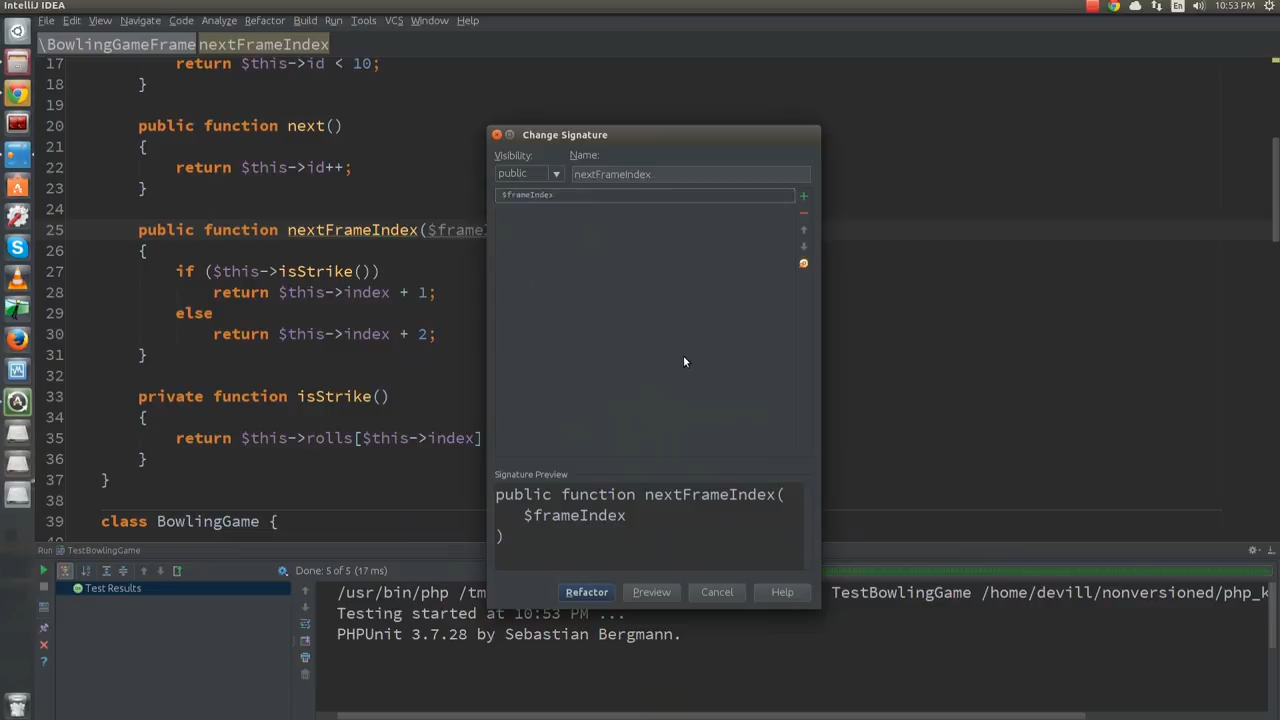 IntelliJ IDEA
En
10:53 PM
File Edit View Navigate Code Analyze Refactor Build Run Tools VCS Window Help
\BowlingGameFrame nextFrameIndex
17 return $this->id < 10;
18 }
19
20 public function next()
21 {
22 return $this->id++;
23 }
24
25 public function nextFrameIndex($frameI
26 {
27 if ($this->isStrike())
28 return $this->index + 1;
29 else
30 return $this->index + 2;
31 }
32
33 private function isStrike()
34 {
35 return $this->rolls[$this->index]
36 }
37 }
38
39 class BowlingGame {
Change Signature
Visibility: Name:
public nextFrameIndex
$frameIndex
Signature Preview
public function nextFrameIndex(
$frameIndex
)
Refactor Preview Cancel Help
Run TestBowlingGame
Done: 5 of 5 (17 ms)
Test Results
/usr/bin/php /tm TestBowlingGame /home/devill/nonversioned/php_k
Testing started at 10:53 PM ...
PHPUnit 3.7.28 by Sebastian Bergmann.